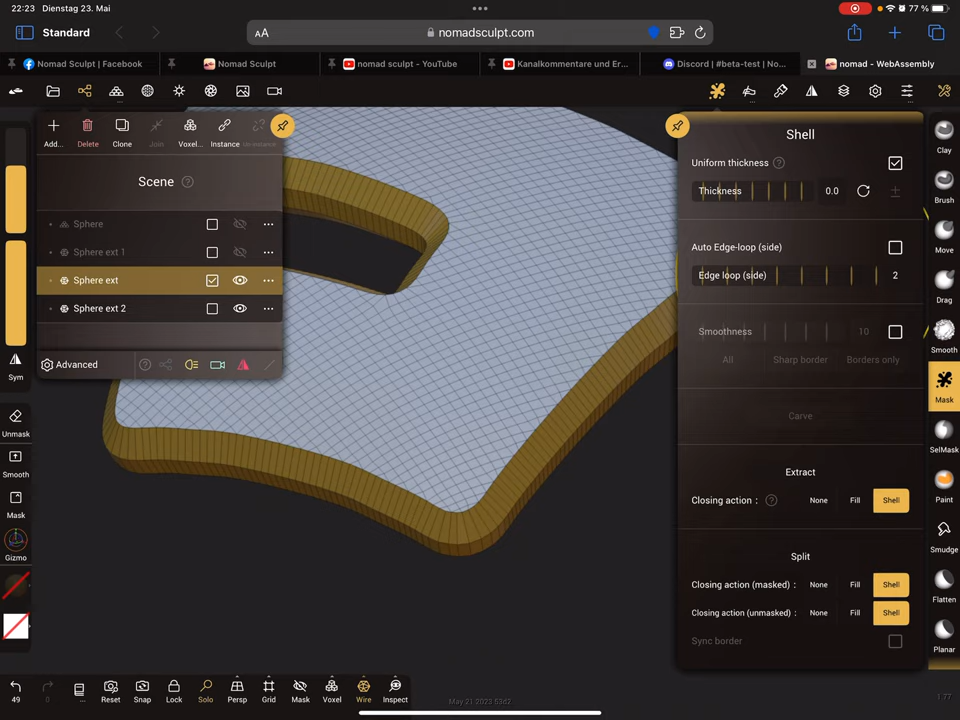 22:23 Dienstag 23. Mai
77 %
Standard
AA
nomadsculpt.com
Nomad Sculpt | Facebook
Nomad Sculpt
nomad sculpt - YouTube
Kanalkommentare und Er...
Discord | #beta-test | No...
nomad - WebAssembly
Add...
Delete
Clone
Join
Voxel...
Instance
Scene
Sphere
Sphere ext 1
Sphere ext
Sphere ext 2
Advanced
Sym
Unmask
Smooth
Mask
Gizmo
Shell
Uniform thickness
Thickness 0.0
Auto Edge-loop (side)
Edge loop (side) 2
Smoothness 10
All Sharp border Borders only
Carve
Extract
Closing action : None Fill Shell
Split
Closing action (masked) : None Fill Shell
Closing action (unmasked) : None Fill Shell
Sync border
Clay
Brush
Move
Drag
Smooth
Mask
SelMask
Paint
Smudge
Flatten
Planar
49
0
...
Reset
Snap
Lock
Solo
Persp
Grid
Mask
Voxel
Wire
Inspect
May 21 2023 53d2
1.77